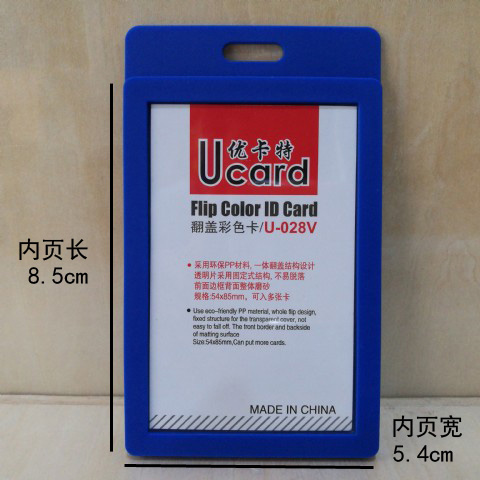 优卡特
Ucard
Flip Color ID Card
翻盖彩色卡/U-028V
采用环保PP材料,一体翻盖结构设计
透明片采用固定式结构,不易脱落
前面边框背面整体磨砂
规格:54x85mm,可入多张卡
Use eco-friendly PP material, whole flip design,
fixed structure for the transparent cover, not
easy to fall off. The front border and backside
of matting surface
Size:54x85mm,Can put more cards.
MADE IN CHINA
内页长
8.5cm
内页宽
5.4cm